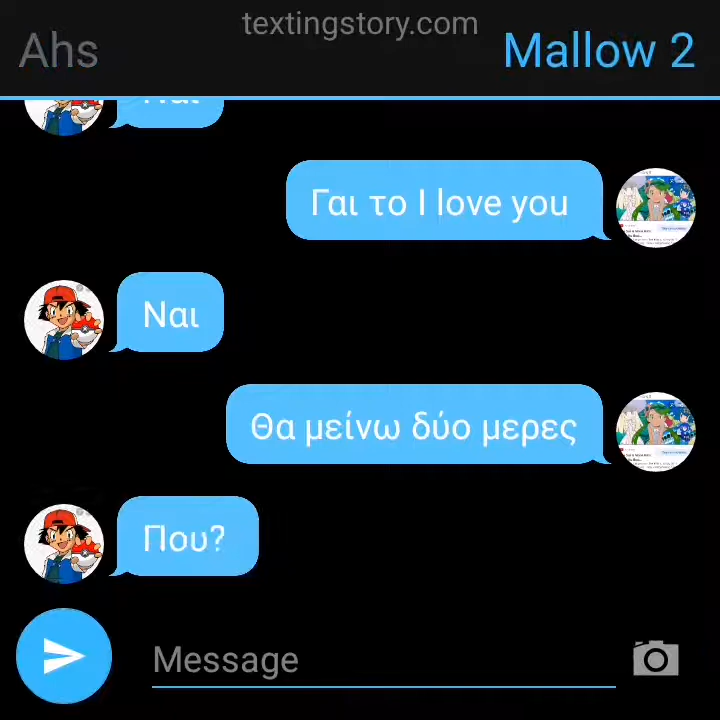 textingstory.com
Ahs
Mallow 2
Γαι το I love you
Ναι
Θα μείνω δύο μερες
Που?
Message